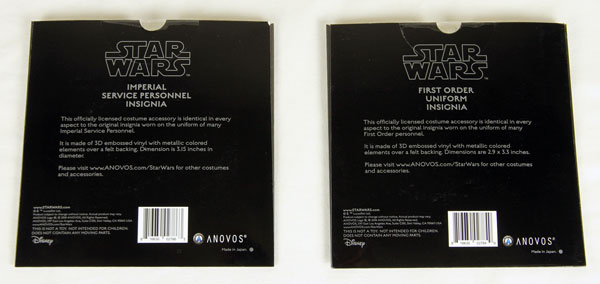 STAR
WARS
IMPERIAL
SERVICE PERSONNEL
INSIGNIA
This officially licensed costume accessory is identical in every
aspect to the original insignia worn on the uniform of many
Imperial Service Personnel.
It is made of 3D embossed vinyl with metallic colored
elements over a felt backing. Dimension is 3.15 inches in
diameter.
Please visit www.ANOVOS.com/StarWars for other costumes
and accessories.
www.STARWARS.com
THIS IS NOT A TOY. NOT INTENDED FOR CHILDREN.
DOES NOT CONTAIN ANY MOVING PARTS.
Disney
ANOVOS
Made in Japan.
STAR
WARS
FIRST ORDER
UNIFORM
INSIGNIA
This officially licensed costume accessory is identical in every
aspect to the original insignia worn on the uniform of many
First Order personnel.
It is made of 3D embossed vinyl with metallic colored
elements over a felt backing. Dimensions are 2.9 x 3.3 inches.
Please visit www.ANOVOS.com/StarWars for other costumes
and accessories.
www.STARWARS.com
THIS IS NOT A TOY. NOT INTENDED FOR CHILDREN.
DOES NOT CONTAIN ANY MOVING PARTS.
Disney
ANOVOS
Made in Japan.